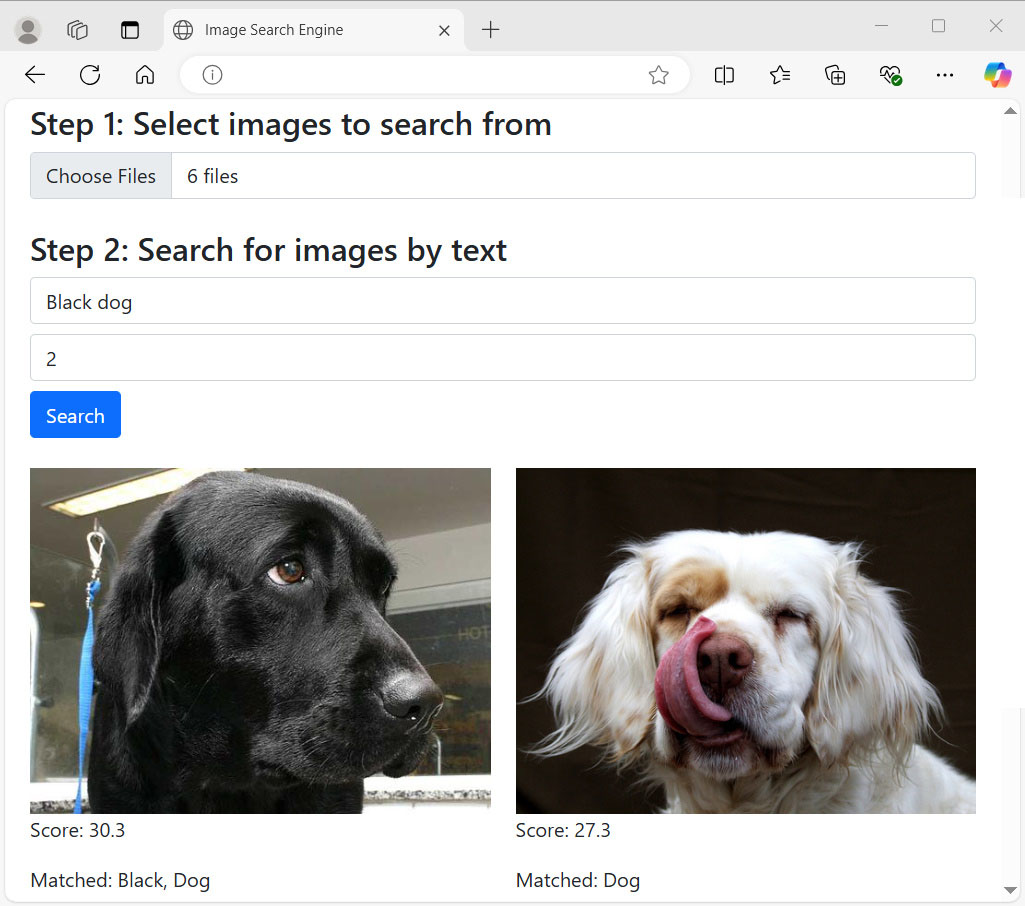 Image Search Engine
Step 1: Select images to search from
Choose Files 6 files
Step 2: Search for images by text
Black dog
2
Search
HOT
Score: 30.3
Score: 27.3
Matched: Black, Dog
Matched: Dog